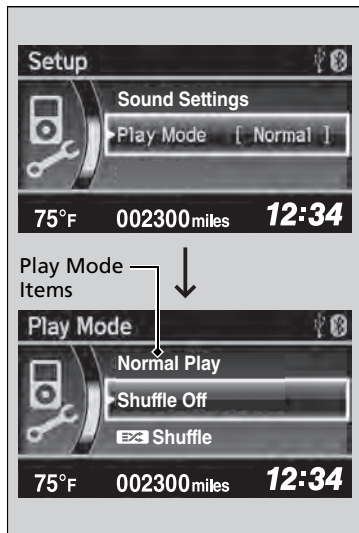 Setup
Sound Settings
Play Mode [ Normal ]
75°F 002300 miles 12:34
Play Mode
Items
Play Mode
Normal Play
Shuffle Off
Shuffle
75°F 002300 miles 12:34